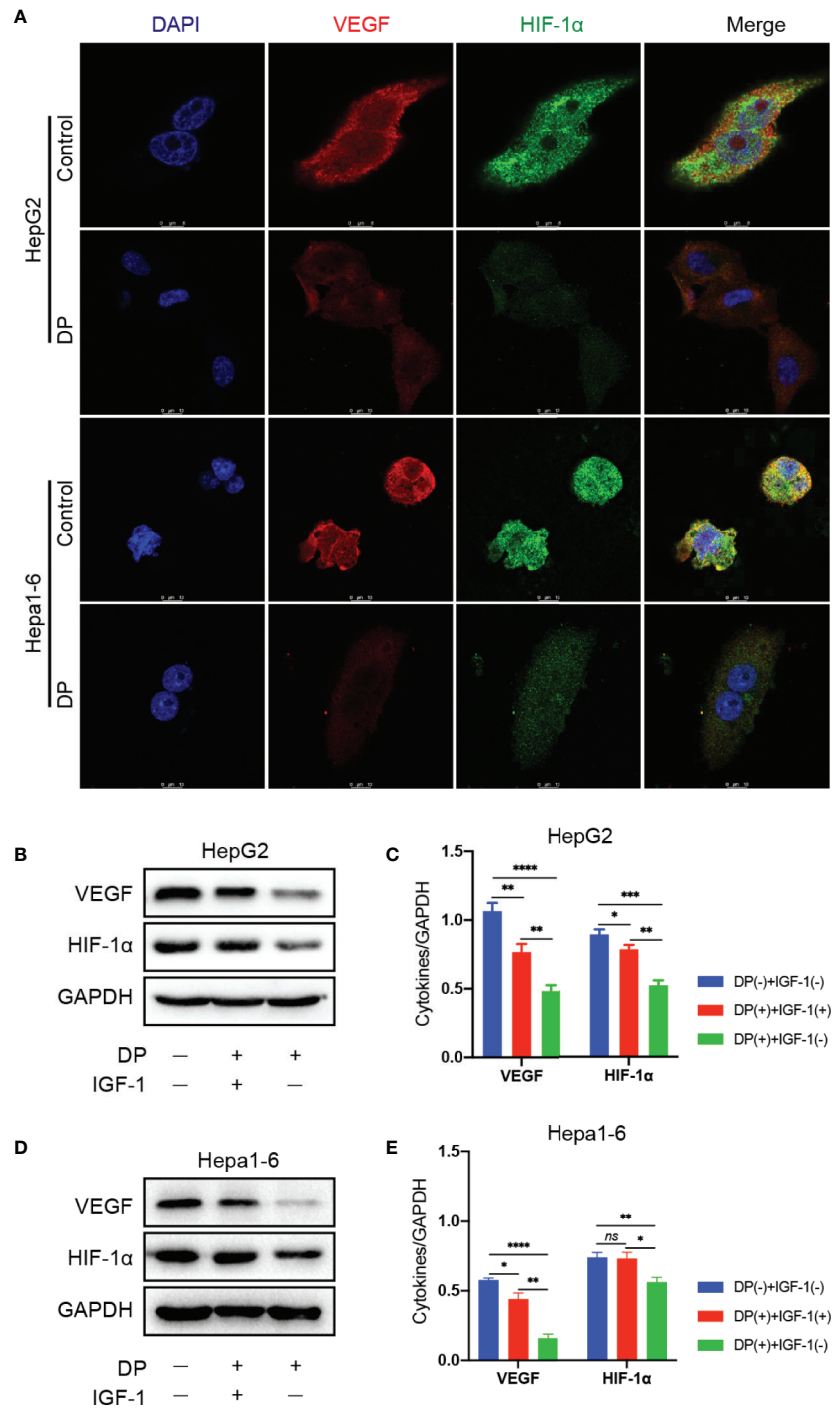 A
DAPI VEGF HIF-1α Merge
HepG2
Control
DP
Hepa1-6
Control
DP
B
HepG2
VEGF
HIF-1α
GAPDH
DP — + +
IGF-1 — + —
C
HepG2
Cytokines/GAPDH
1.5
1.0
0.5
0.0
**** ** **
*** * **
VEGF HIF-1α
DP(-)+IGF-1(-)
DP(+)+IGF-1(+)
DP(+)+IGF-1(-)
D
Hepa1-6
VEGF
HIF-1α
GAPDH
DP — + +
IGF-1 — + —
E
Hepa1-6
Cytokines/GAPDH
1.5
1.0
0.5
0.0
**** * **
** ns *
VEGF HIF-1α
DP(-)+IGF-1(-)
DP(+)+IGF-1(+)
DP(+)+IGF-1(-)